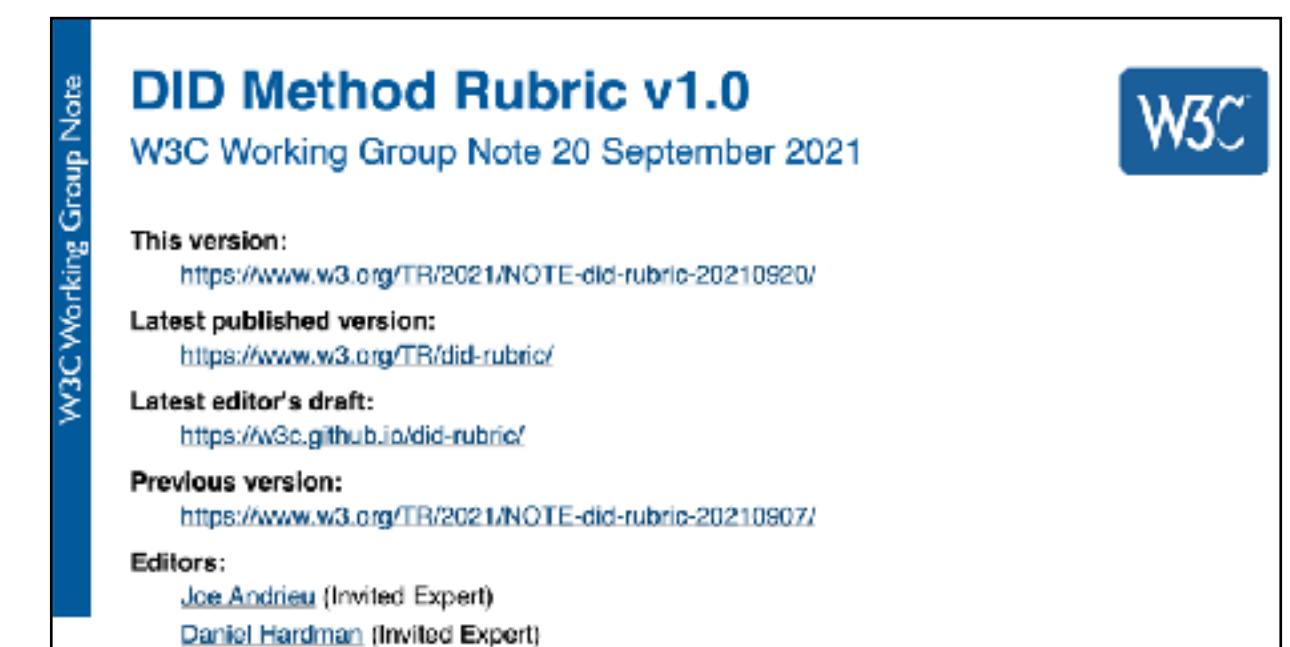 W3C Working Group Note
DID Method Rubric v1.0
W3C
W3C Working Group Note 20 September 2021
This version:
https://www.w3.org/TR/2021/NOTE-did-rubric-20210920/
Latest published version:
https://www.w3.org/TR/did-rubric/
Latest editor's draft:
https://w3c.github.io/did-rubric/
Previous version:
https://www.w3.org/TR/2021/NOTE-did-rubric-20210907/
Editors:
Joe Andrieu (Invited Expert)
Daniel Hardman (Invited Expert)